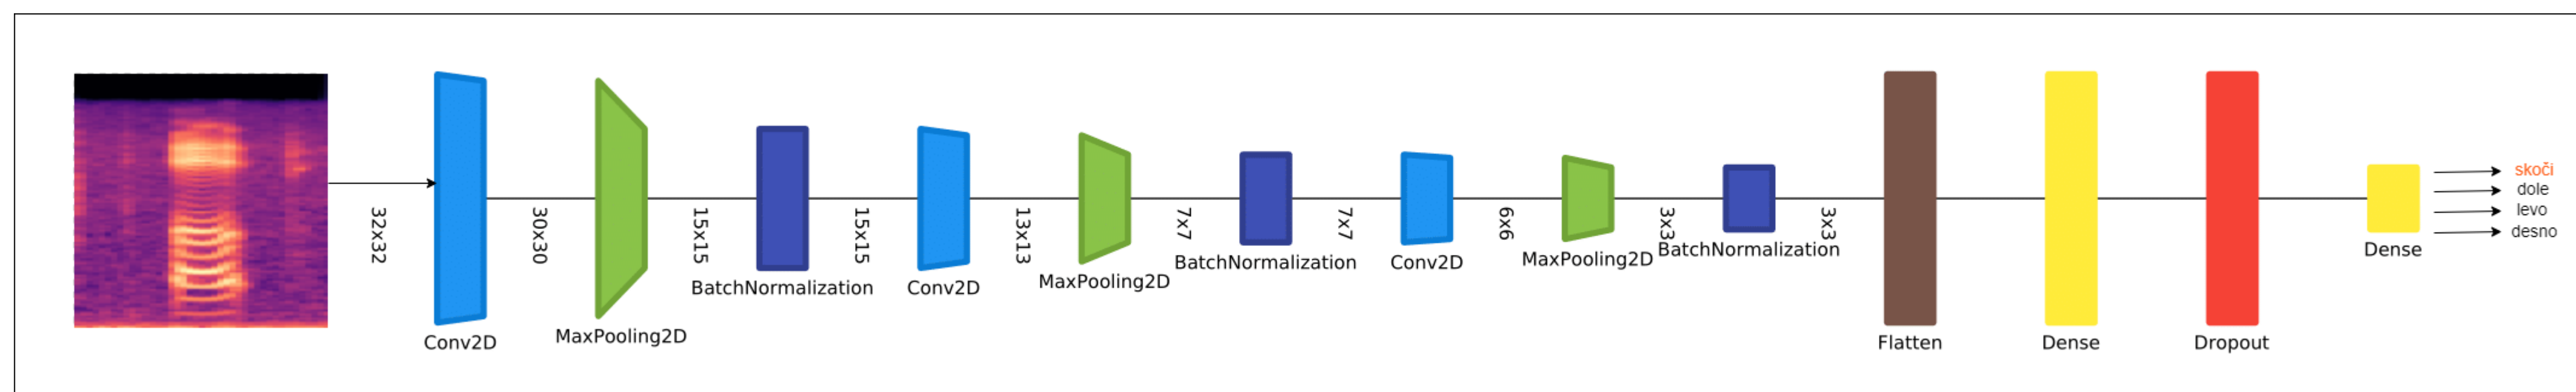 32x32
Conv2D
30x30
MaxPooling2D
15x15
BatchNormalization
15x15
Conv2D
13x13
MaxPooling2D
7x7
BatchNormalization
7x7
Conv2D
6x6
MaxPooling2D
3x3
BatchNormalization
3x3
Flatten
Dense
Dropout
Dense
skoči
dole
levo
desno